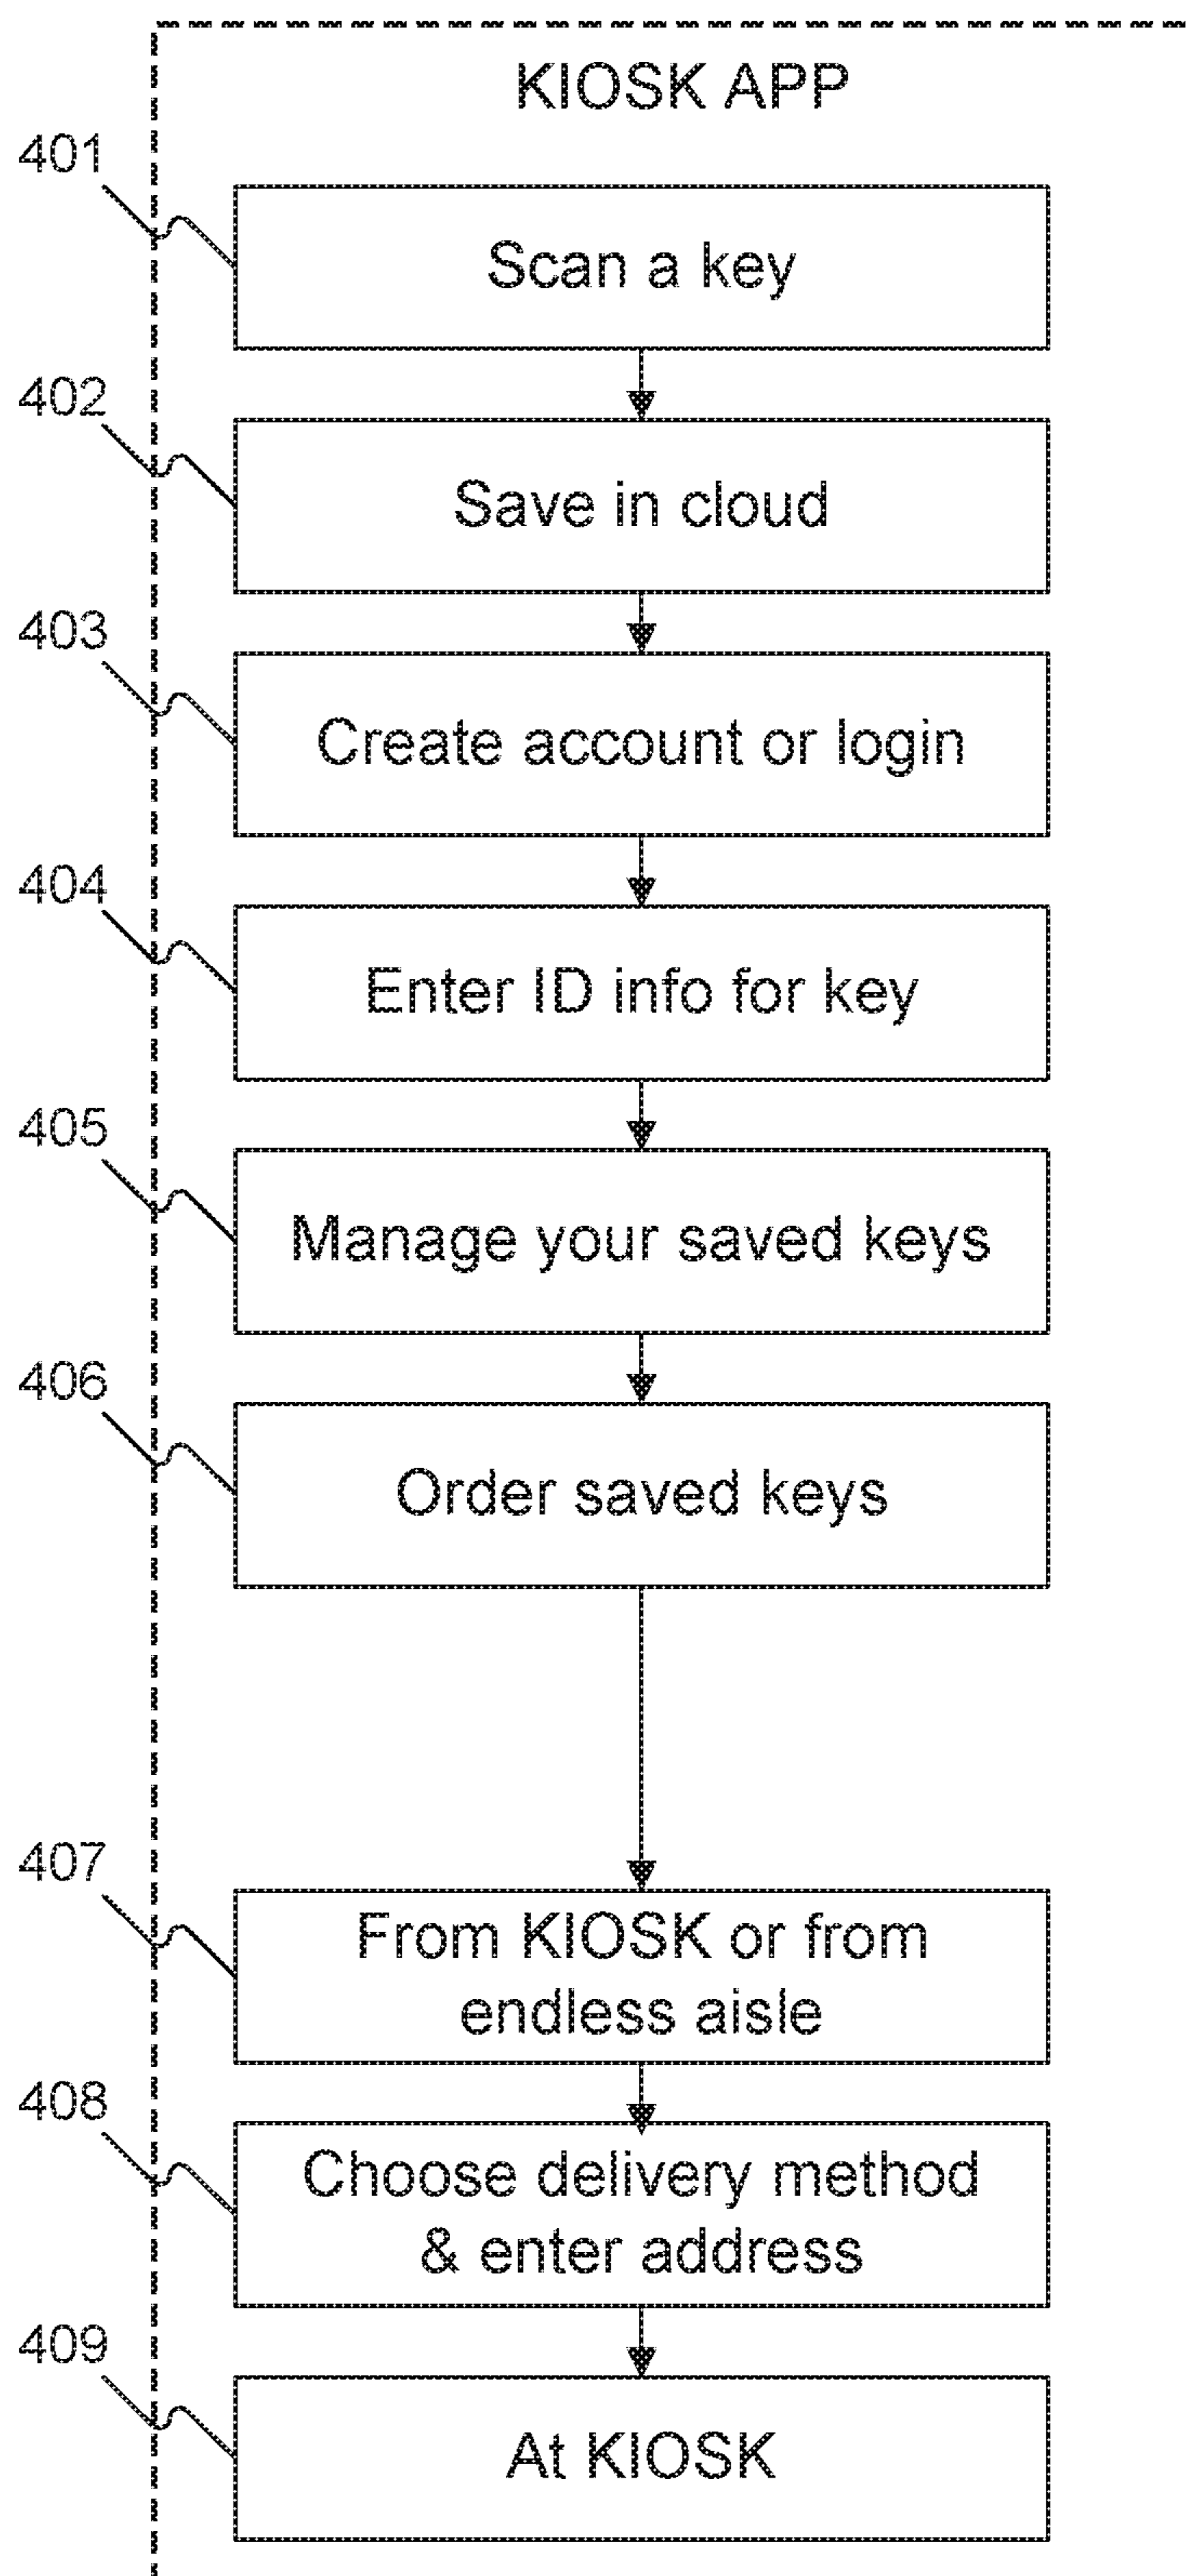 KIOSK APP
401
Scan a key
402
Save in cloud
403
Create account or login
404
Enter ID info for key
405
Manage your saved keys
406
Order saved keys
407
From KIOSK or from
endless aisle
408
Choose delivery method
& enter address
409
At KIOSK